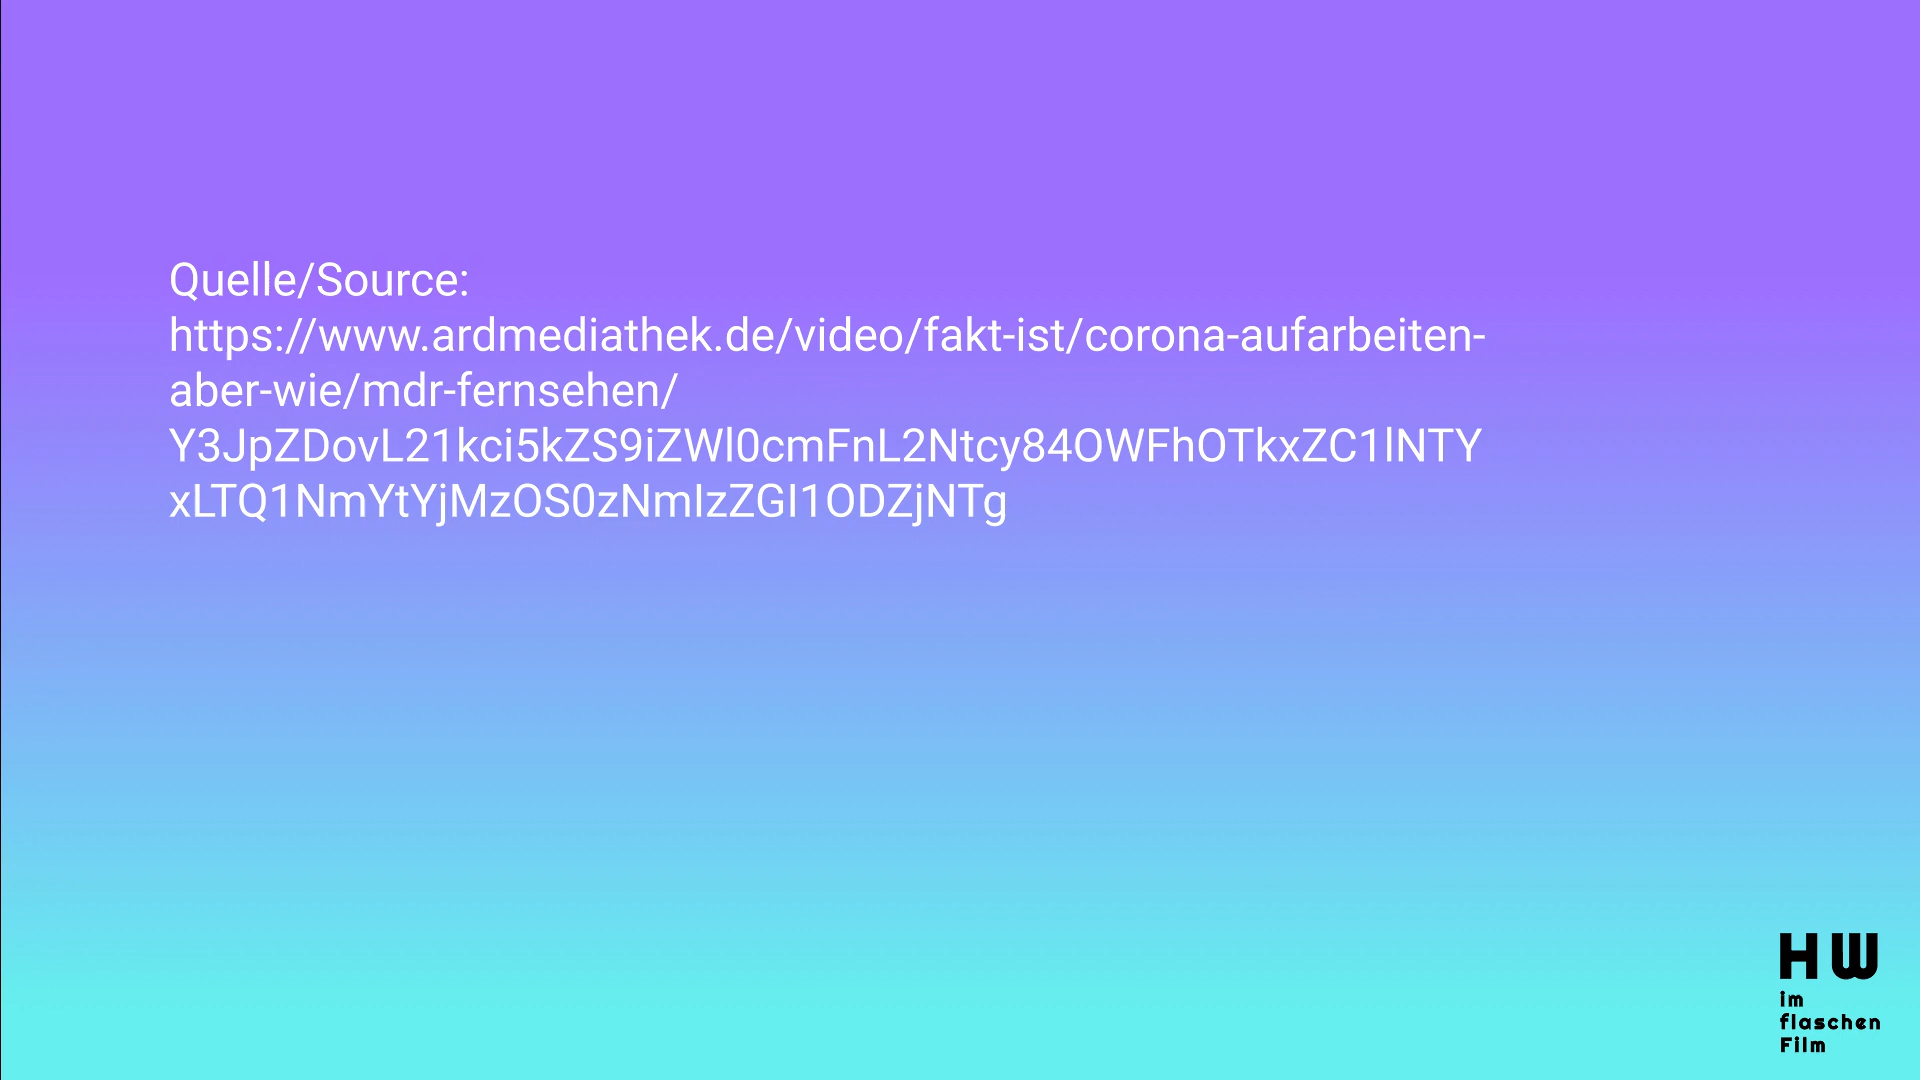 Quelle/Source:
https://www.ardmediathek.de/video/fakt-ist/corona-aufarbeiten-
aber-wie/mdr-fernsehen/
Y3JpZDovL21kci5kZS9iZWl0cmFnL2Ntcy84OWFhOTkxZC1lNTY
xLTQ1NmYtYjMzOS0zNmIzZGI1ODZjNTg
HW
im
flaschen
Film